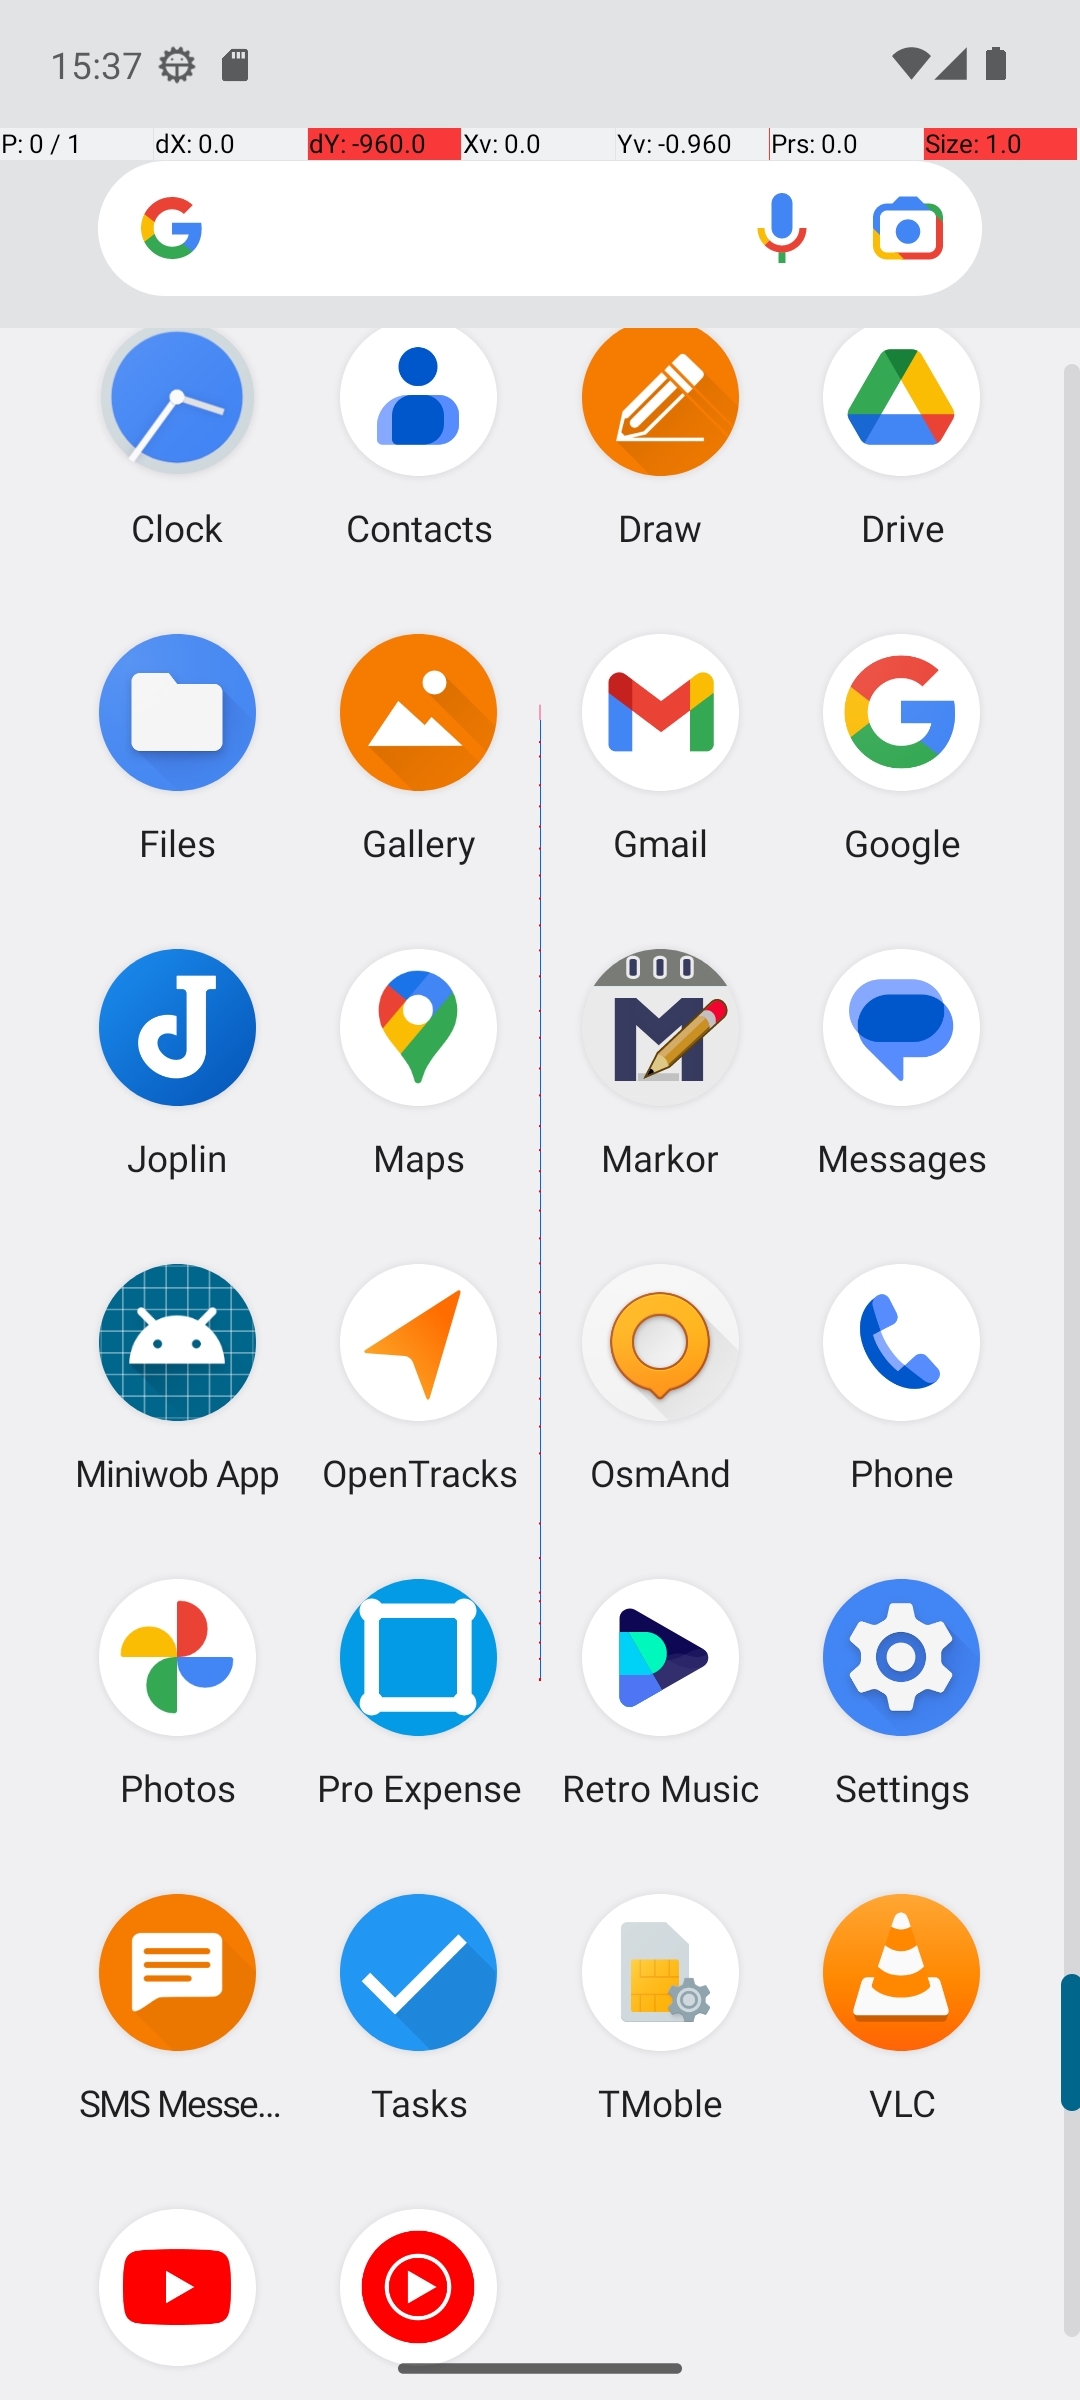 15:37
P: 0 / 1 dX: 0.0 dY: -960.0 Xv: 0.0 Yv: -0.960 Prs: 0.0 Size: 1.0
Clock Contacts Draw Drive
Files Gallery Gmail Google
Joplin Maps Markor Messages
Miniwob App OpenTracks OsmAnd Phone
Photos Pro Expense Retro Music Settings
SMS Messe... Tasks TMoble VLC